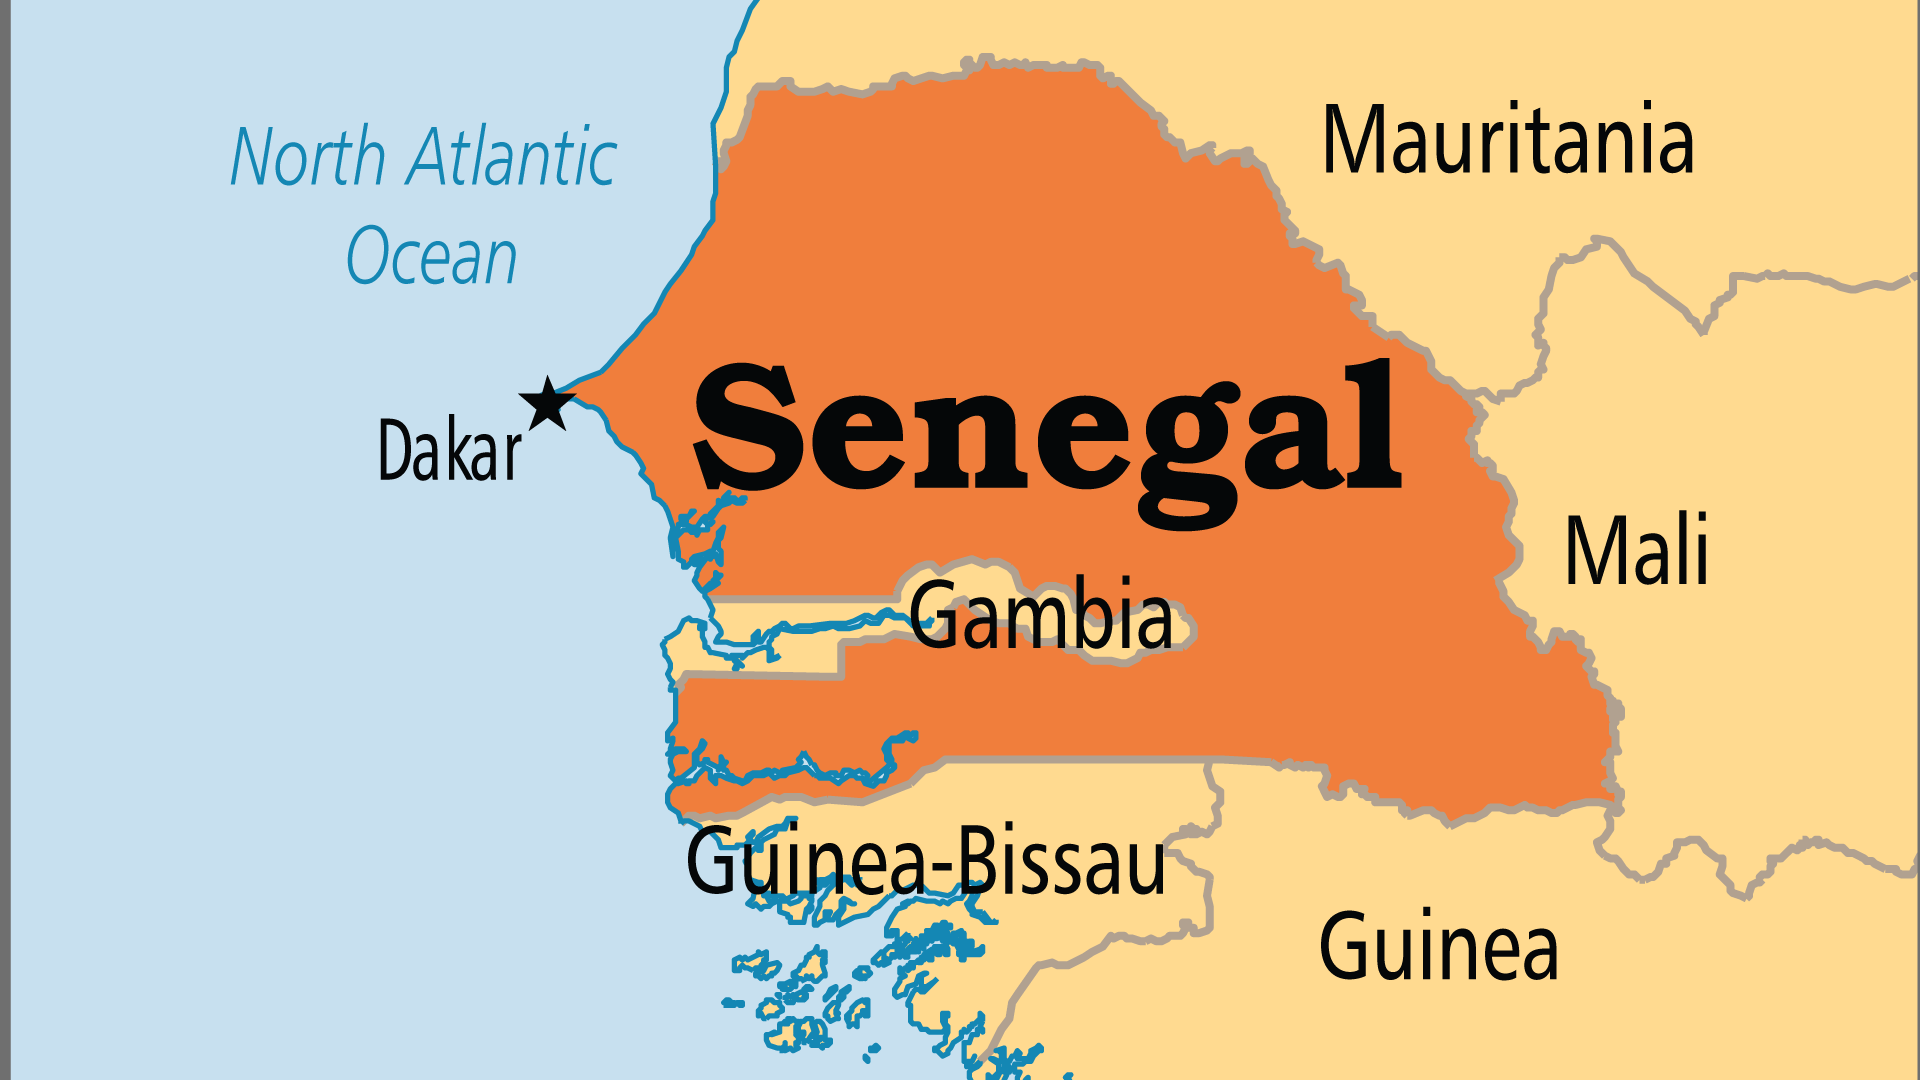 Mauritania
North Atlantic
Ocean
Senegal
Dakar
Mali
Gambia
Guinea-Bissau
Guinea